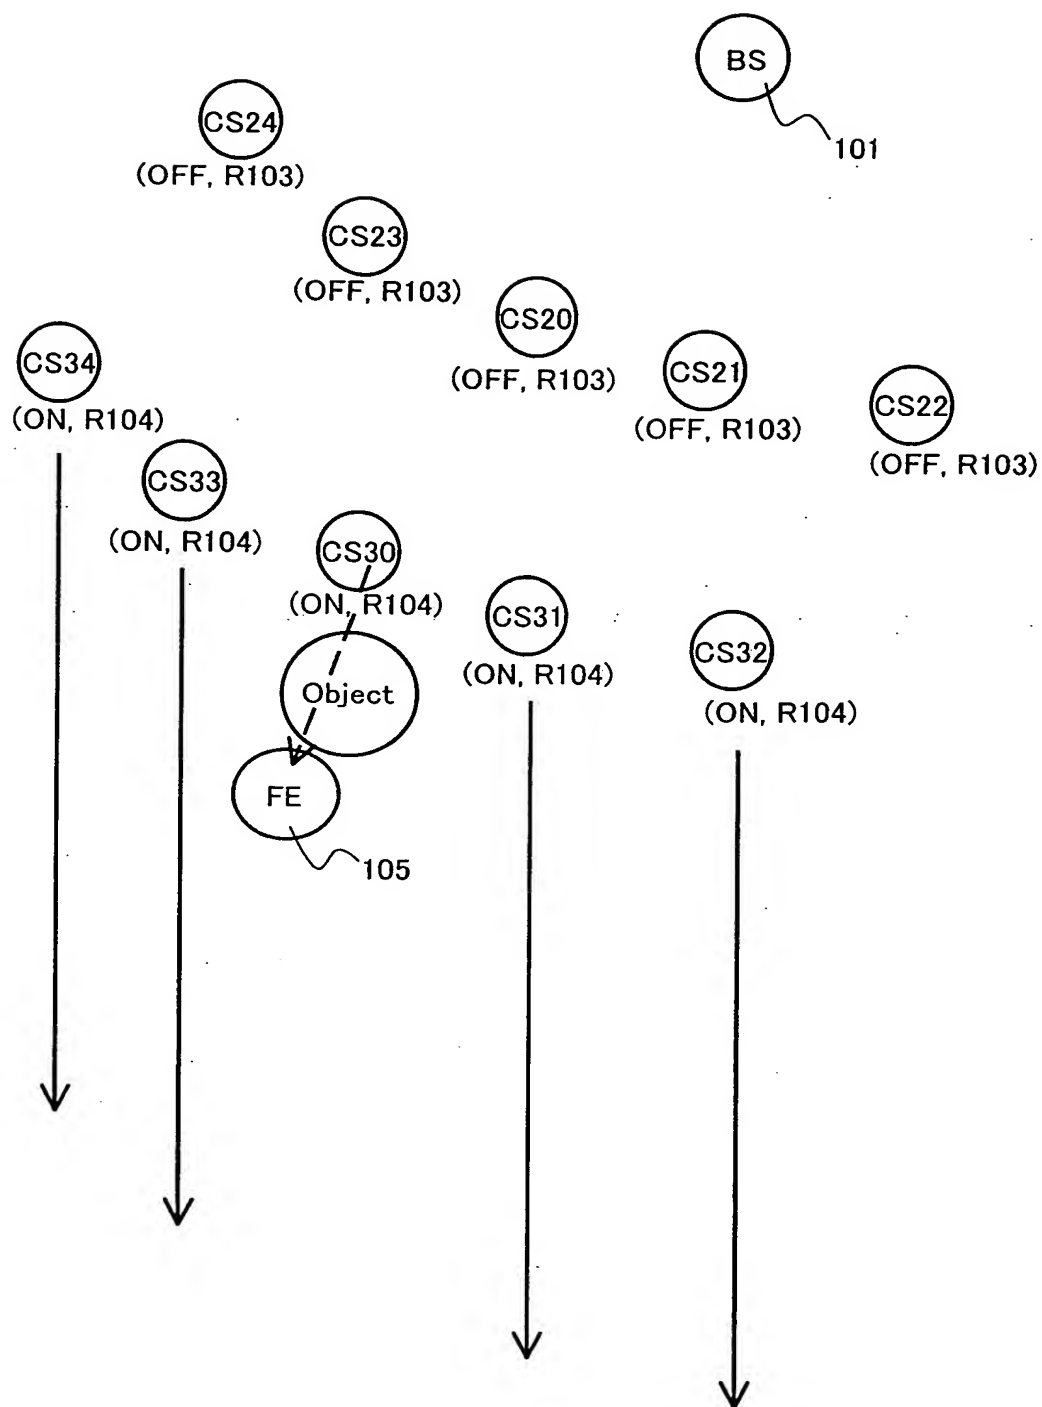 BS
101
CS24
(OFF, R103)
CS23
(OFF, R103)
CS20
(OFF, R103)
CS21
(OFF, R103)
CS22
(OFF, R103)
CS34
(ON, R104)
CS33
(ON, R104)
CS30
(ON, R104)
CS31
(ON, R104)
CS32
(ON, R104)
Object
FE
105